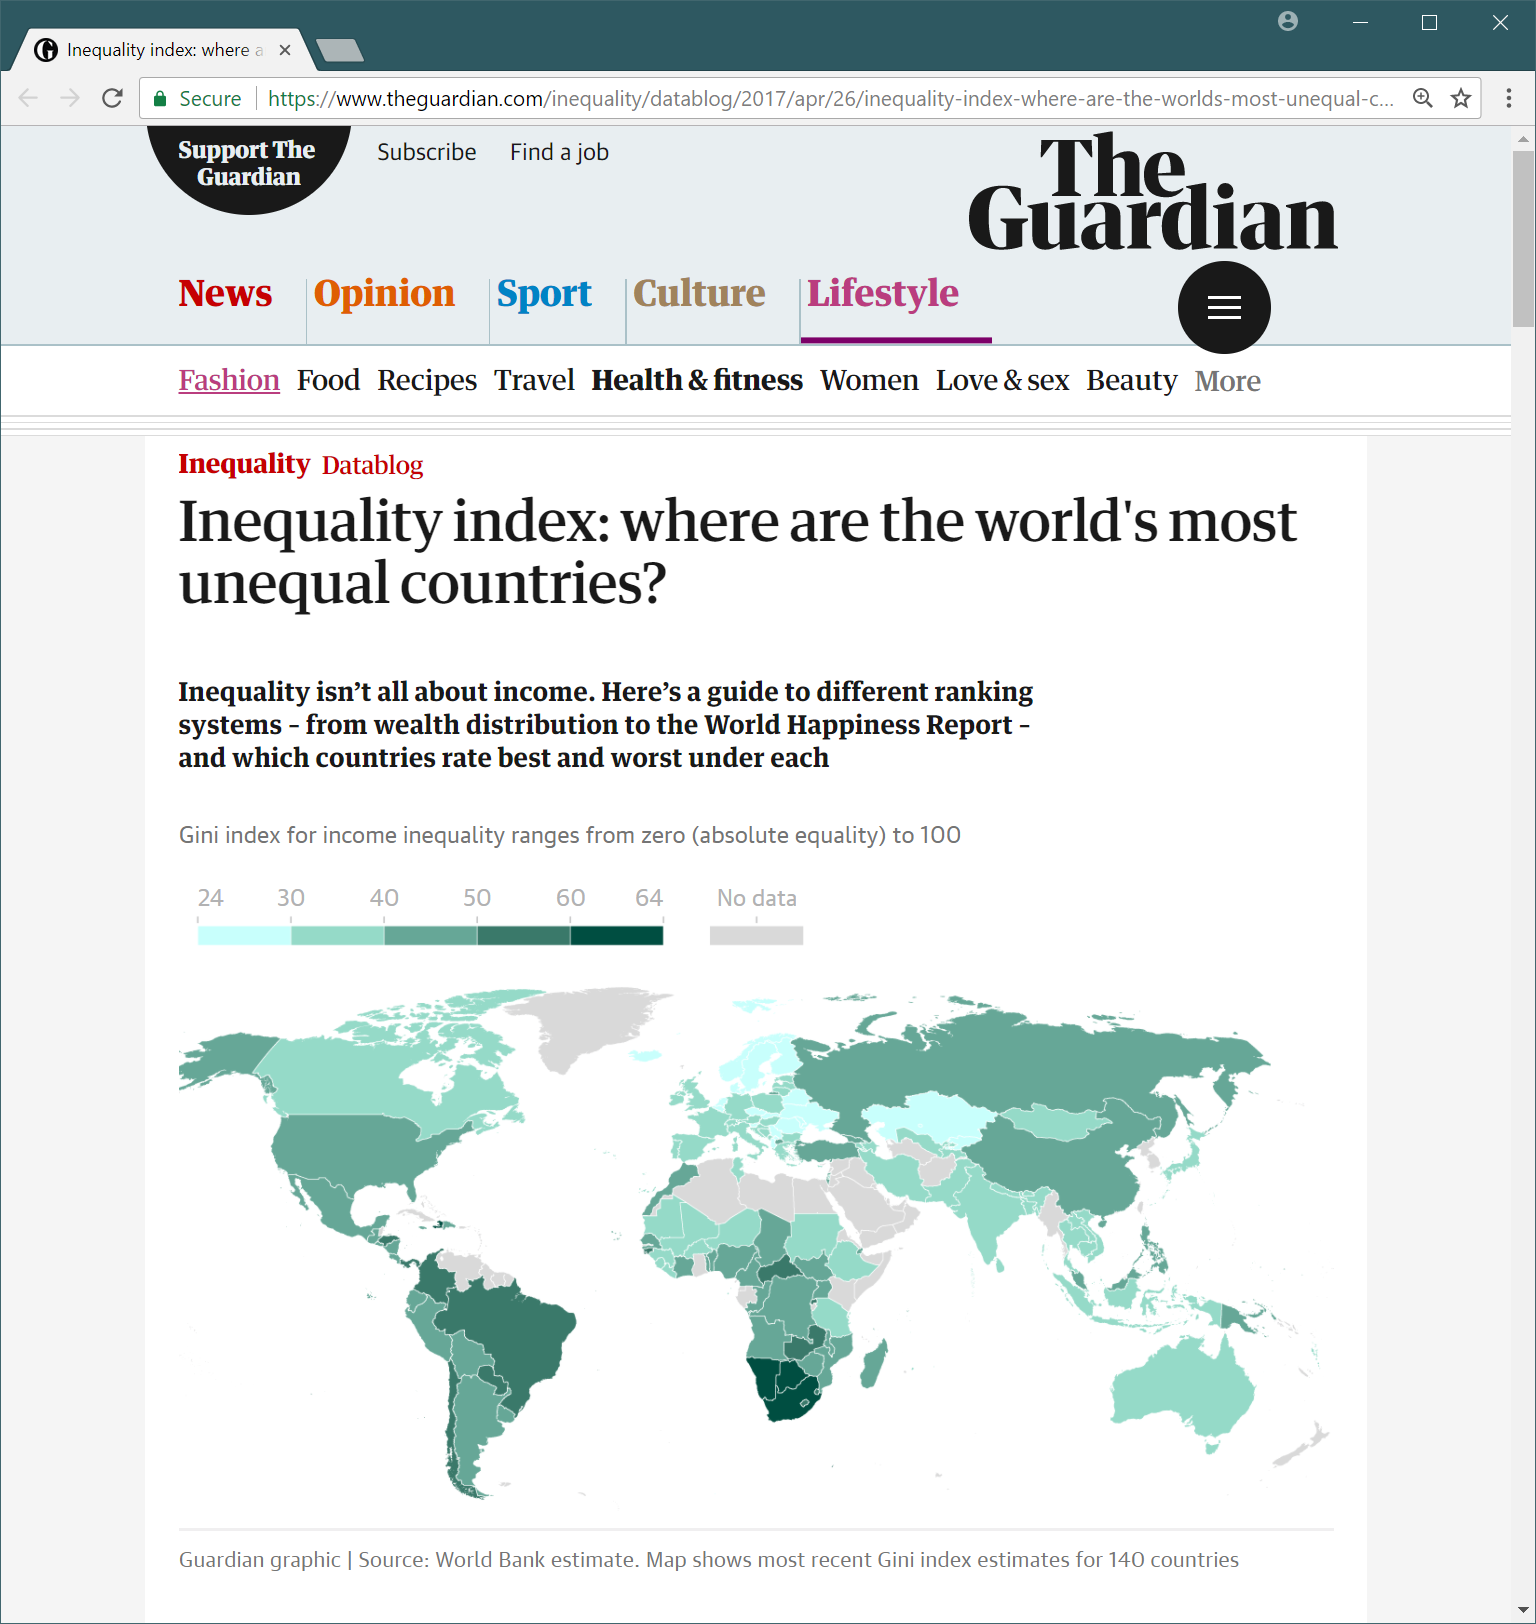 Inequality index: where a
Secure https://www.theguardian.com/inequality/datablog/2017/apr/26/inequality-index-where-are-the-worlds-most-unequal-c...
Support The
Guardian
Subscribe Find a job
The
Guardian
News Opinion Sport Culture Lifestyle
Fashion Food Recipes Travel Health & fitness Women Love & sex Beauty More
Inequality Datablog
Inequality index: where are the world's most
unequal countries?
Inequality isn’t all about income. Here’s a guide to different ranking
systems – from wealth distribution to the World Happiness Report –
and which countries rate best and worst under each
Gini index for income inequality ranges from zero (absolute equality) to 100
24 30 40 50 60 64 No data
Guardian graphic | Source: World Bank estimate. Map shows most recent Gini index estimates for 140 countries